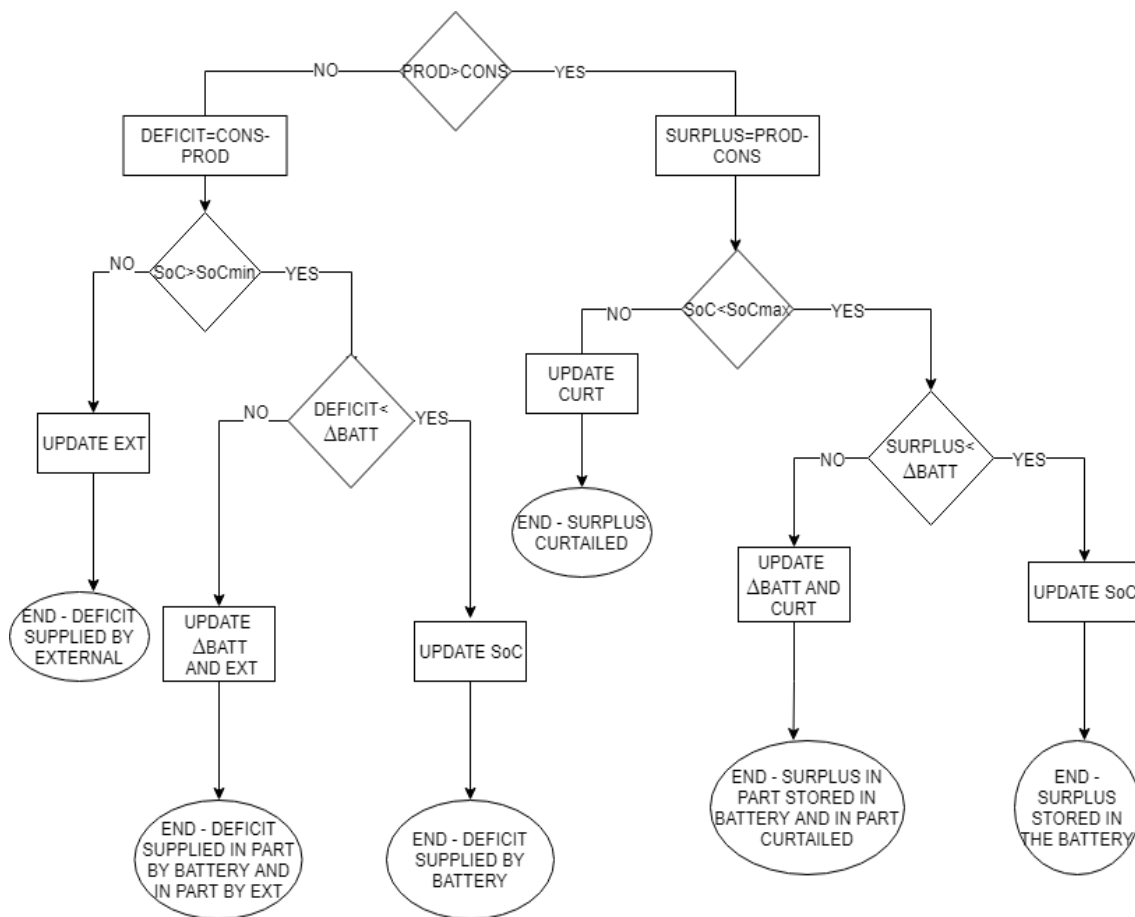 PROD>CONS
NO
YES
DEFICIT=CONS-
PROD
SURPLUS=PROD-
CONS
SoC>SoCmin
NO
YES
SoC<SoCmax
NO
YES
UPDATE EXT
DEFICIT<
ΔBATT
NO
YES
UPDATE
CURT
SURPLUS<
ΔBATT
NO
YES
END - SURPLUS
CURTAILED
END - DEFICIT
SUPPLIED BY
EXTERNAL
UPDATE
ΔBATT
AND EXT
UPDATE SoC
UPDATE
ΔBATT AND
CURT
UPDATE SoC
END - DEFICIT
SUPPLIED IN PART
BY BATTERY AND
IN PART BY EXT
END - DEFICIT
SUPPLIED BY
BATTERY
END - SURPLUS IN
PART STORED IN
BATTERY AND IN PART
CURTAILED
END -
SURPLUS
STORED IN
THE BATTERY